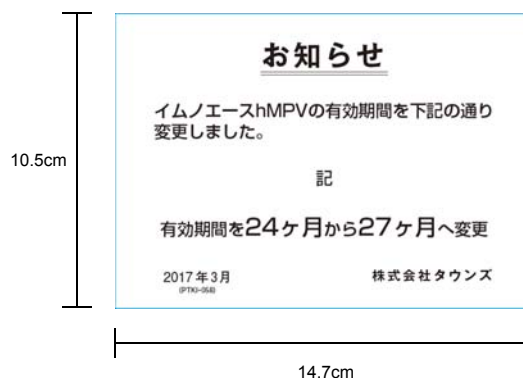 お知らせ
イムノエースhMPVの有効期間を下記の通り
変更しました。
記
有効期間を24ヶ月から27ヶ月へ変更
2017年3月
株式会社タウンズ
(PTKI-058)
10.5cm
14.7cm